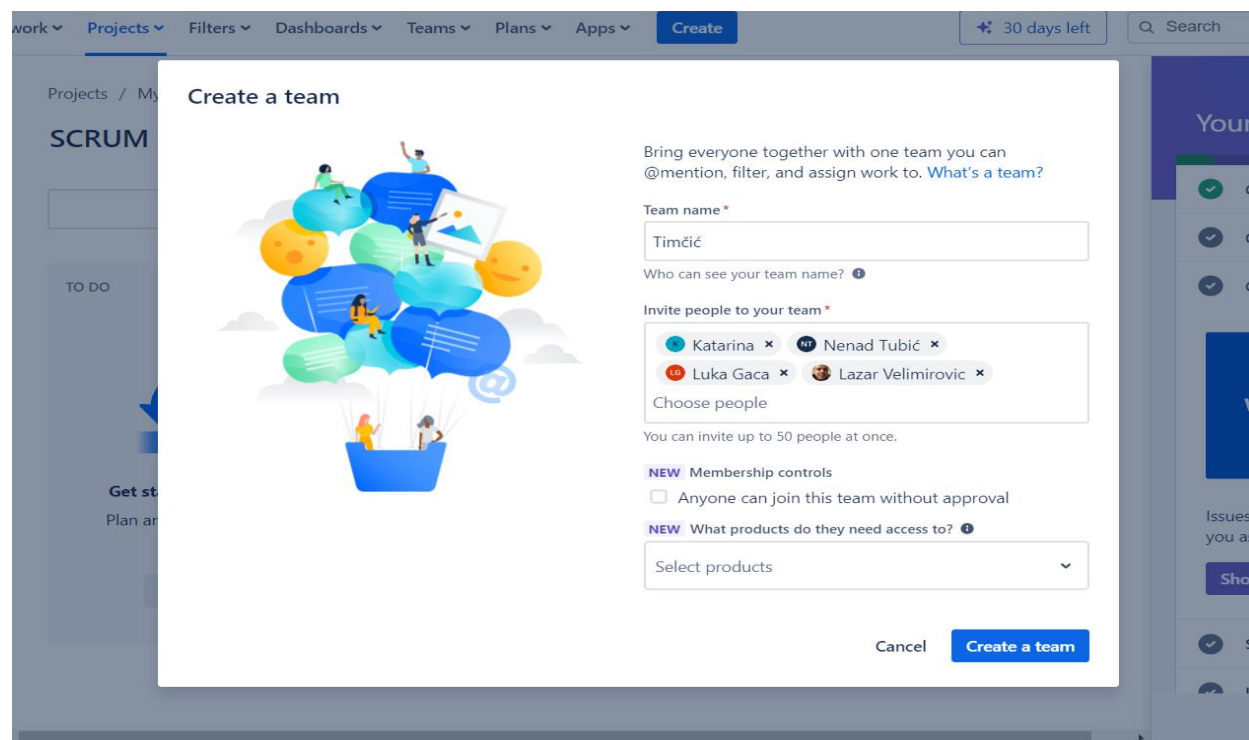 work Projects Filters Dashboards Teams Plans Apps Create 30 days left Search
Projects / My
SCRUM
TO DO
Get sta
Plan an
Create a team
Bring everyone together with one team you can
@mention, filter, and assign work to. What's a team?
Team name *
Timčić
Who can see your team name?
Invite people to your team *
K Katarina × NT Nenad Tubić ×
LG Luka Gaca × Lazar Velimirovic ×
Choose people
You can invite up to 50 people at once.
NEW Membership controls
Anyone can join this team without approval
NEW What products do they need access to?
Select products
Cancel Create a team
@
Your
Issues
you as
Sho